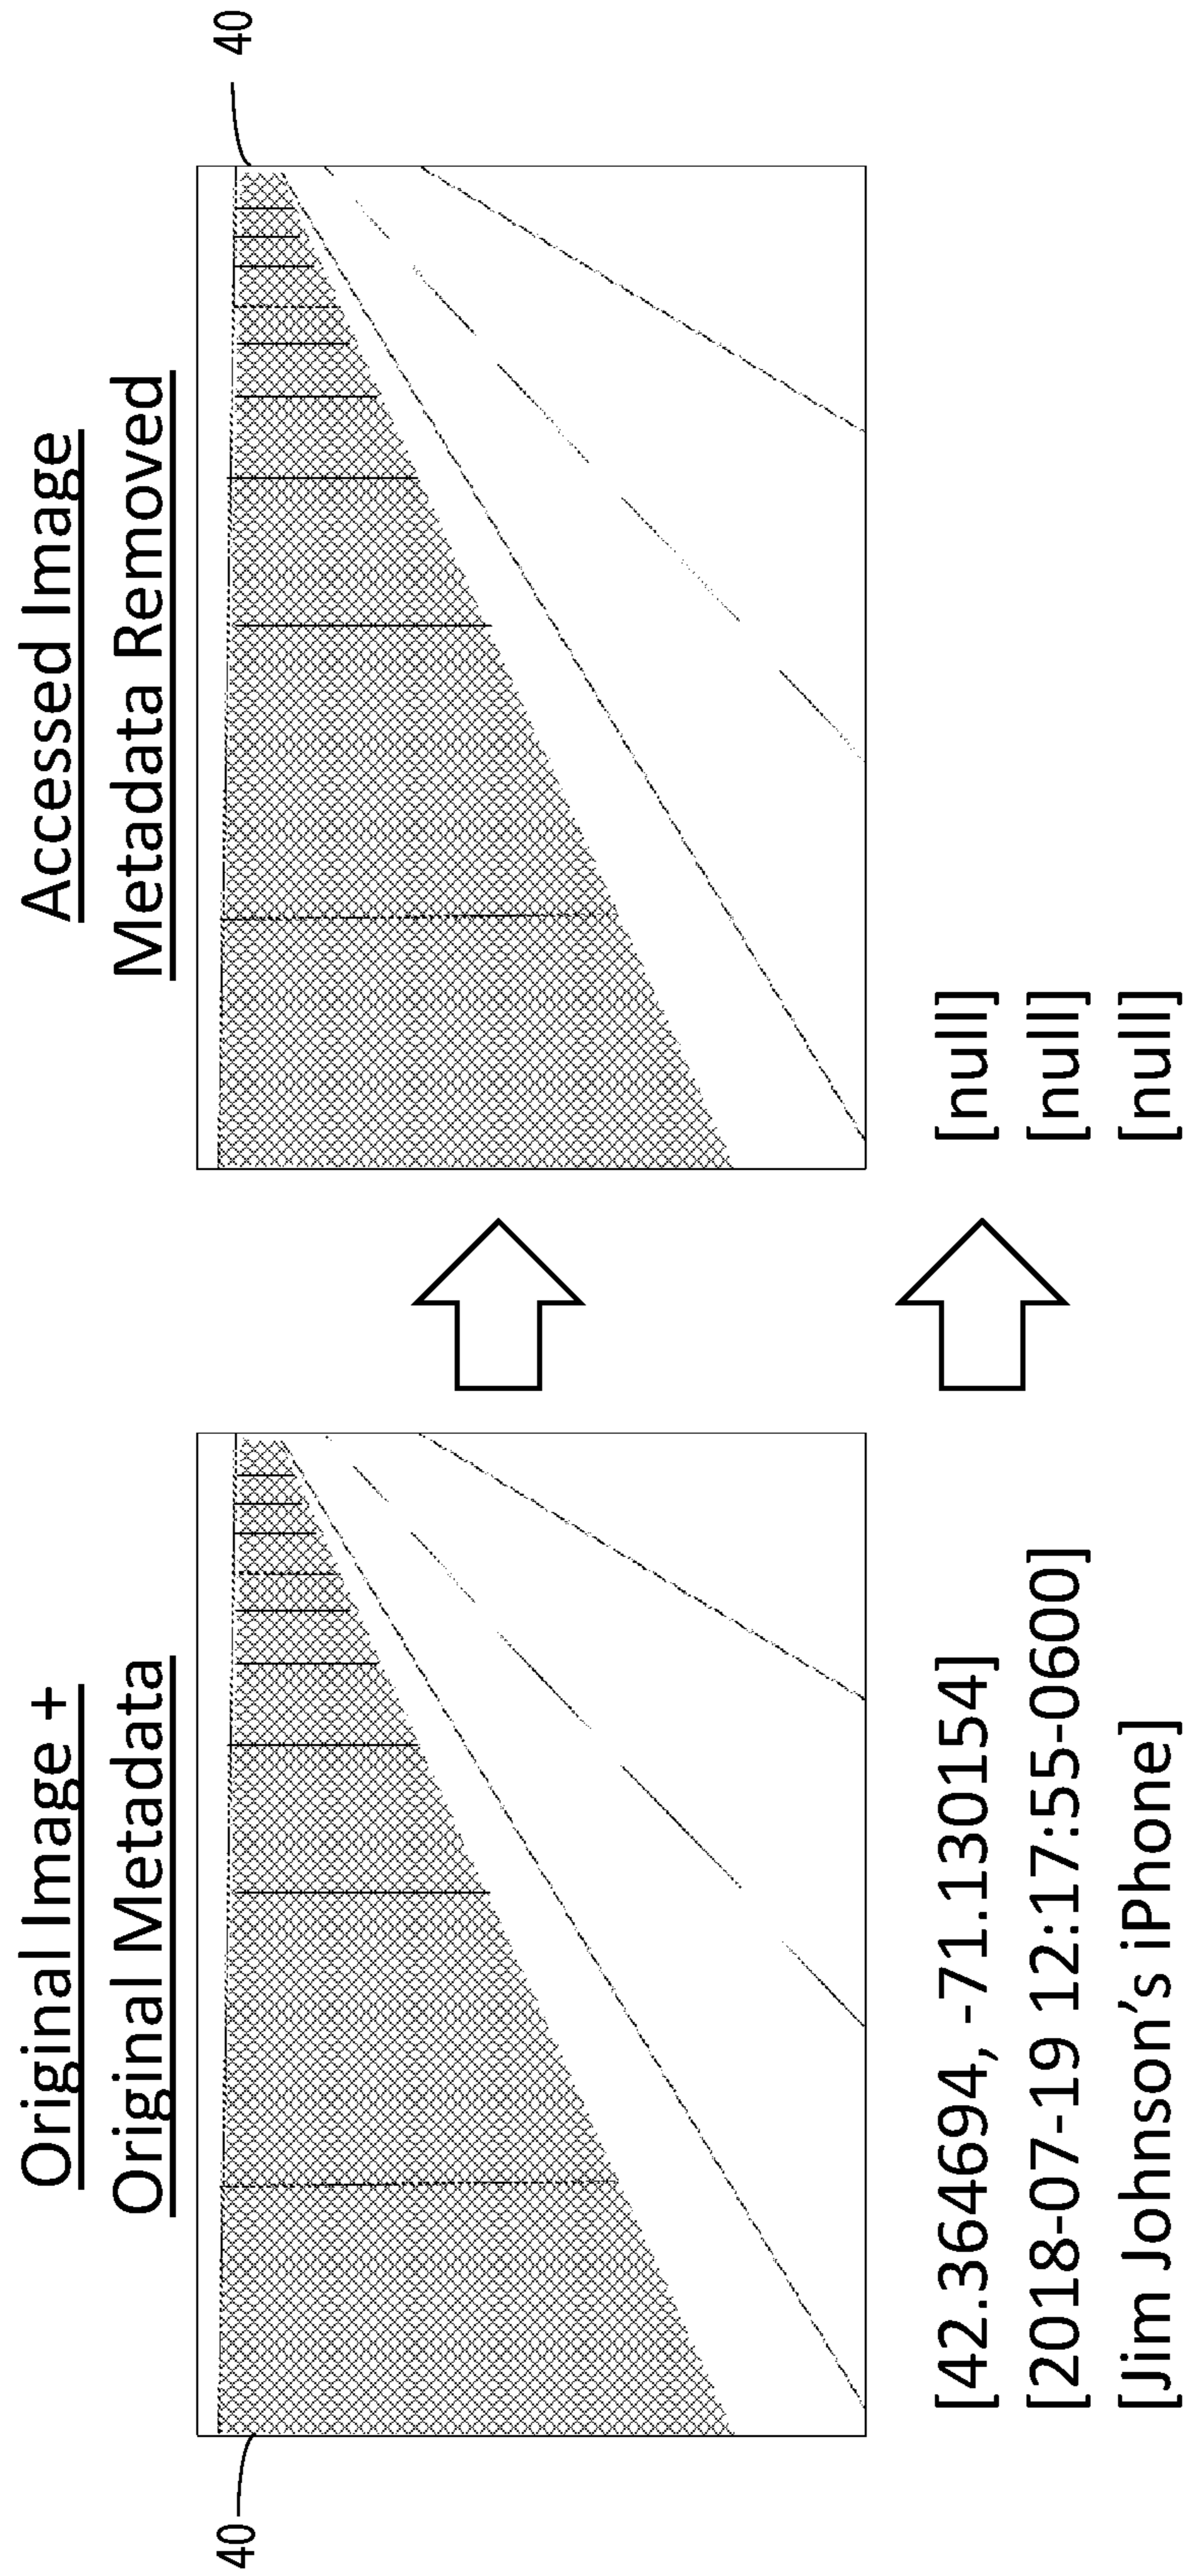 Original Image +
Original Metadata
40
[42.364694, -71.130154]
[2018-07-19 12:17:55-0600]
[Jim Johnson’s iPhone]
Accessed Image
Metadata Removed
40
[null]
[null]
[null]